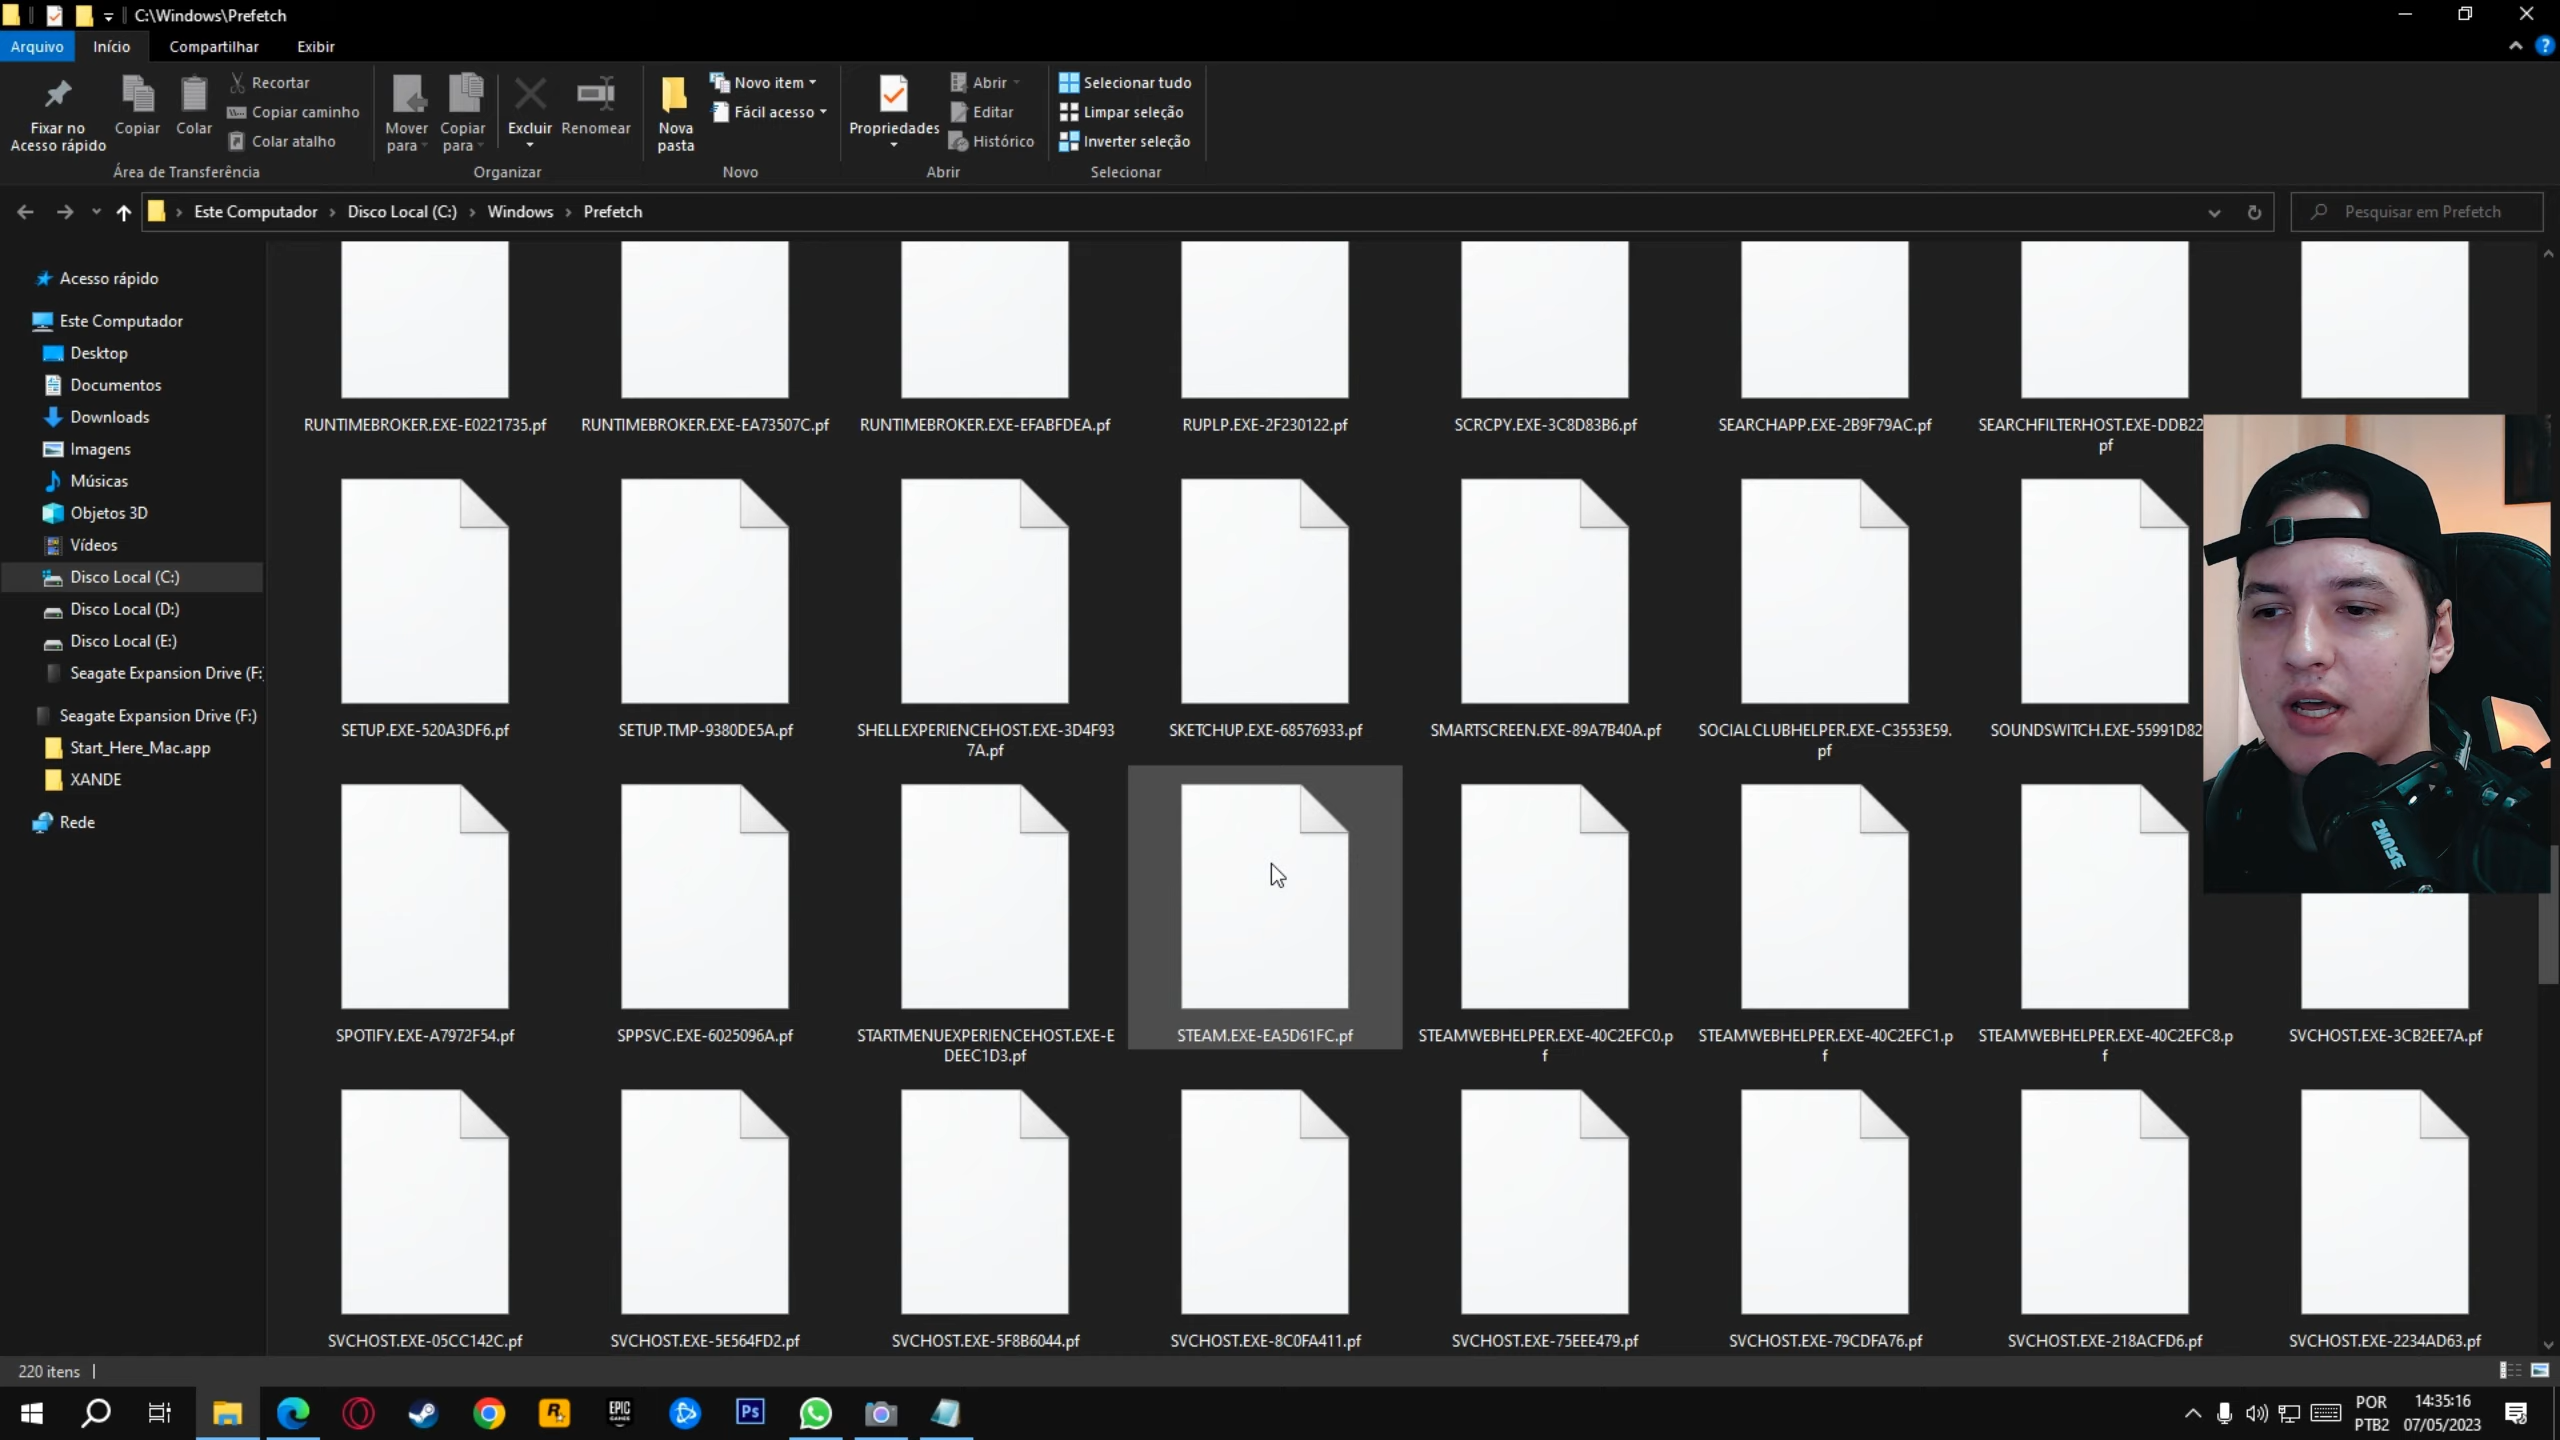 C:\Windows\Prefetch
Arquivo
Início
Compartilhar
Exibir
Fixar no
Acesso rápido
Copiar
Colar
Recortar
Copiar caminho
Colar atalho
Área de Transferência
Mover
para
Copiar
para
Excluir
Renomear
Organizar
Nova
pasta
Novo item
Fácil acesso
Novo
Propriedades
Abrir
Editar
Histórico
Abrir
Selecionar tudo
Limpar seleção
Inverter seleção
Selecionar
Este Computador
Disco Local (C:)
Windows
Prefetch
Pesquisar em Prefetch
Acesso rápido
Este Computador
Desktop
Documentos
Downloads
Imagens
Músicas
Objetos 3D
Vídeos
Disco Local (C:)
Disco Local (D:)
Disco Local (E:)
Seagate Expansion Drive (F:
Seagate Expansion Drive (F:)
Start_Here_Mac.app
XANDE
Rede
RUNTIMEBROKER.EXE-E0221735.pf
RUNTIMEBROKER.EXE-EA73507C.pf
RUNTIMEBROKER.EXE-EFABFDEA.pf
RUPLP.EXE-2F230122.pf
SCRCPY.EXE-3C8D83B6.pf
SEARCHAPP.EXE-2B9F79AC.pf
SEARCHFILTERHOST.EXE-DDB22
pf
SETUP.EXE-520A3DF6.pf
SETUP.TMP-9380DE5A.pf
SHELLEXPERIENCEHOST.EXE-3D4F93
7A.pf
SKETCHUP.EXE-68576933.pf
SMARTSCREEN.EXE-89A7B40A.pf
SOCIALCLUBHELPER.EXE-C3553E59.
pf
SOUNDSWITCH.EXE-55991D82
SPOTIFY.EXE-A7972F54.pf
SPPSVC.EXE-6025096A.pf
STARTMENUEXPERIENCEHOST.EXE-E
DEEC1D3.pf
STEAM.EXE-EA5D61FC.pf
STEAMWEBHELPER.EXE-40C2EFC0.p
f
STEAMWEBHELPER.EXE-40C2EFC1.p
f
STEAMWEBHELPER.EXE-40C2EFC8.p
f
SVCHOST.EXE-3CB2EE7A.pf
SVCHOST.EXE-05CC142C.pf
SVCHOST.EXE-5E564FD2.pf
SVCHOST.EXE-5F8B6044.pf
SVCHOST.EXE-8C0FA411.pf
SVCHOST.EXE-75EEE479.pf
SVCHOST.EXE-79CDFA76.pf
SVCHOST.EXE-218ACFD6.pf
SVCHOST.EXE-2234AD63.pf
SHURE
220 itens
R
EPIC
GAMES
Ps
POR
PTB2
14:35:16
07/05/2023